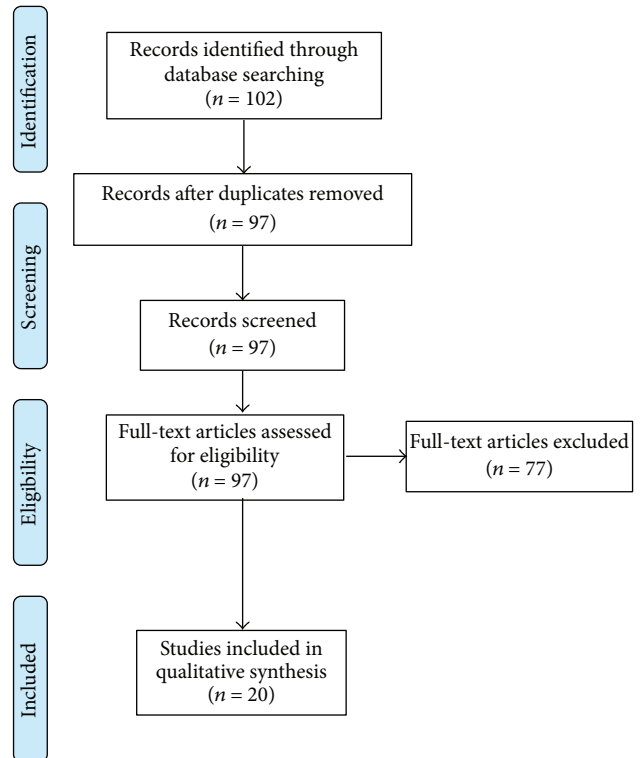 Identification
Records identified through
database searching
(n = 102)
Records after duplicates removed
(n = 97)
Screening
Records screened
(n = 97)
Eligibility
Full-text articles assessed
for eligibility
(n = 97)
Full-text articles excluded
(n = 77)
Included
Studies included in
qualitative synthesis
(n = 20)